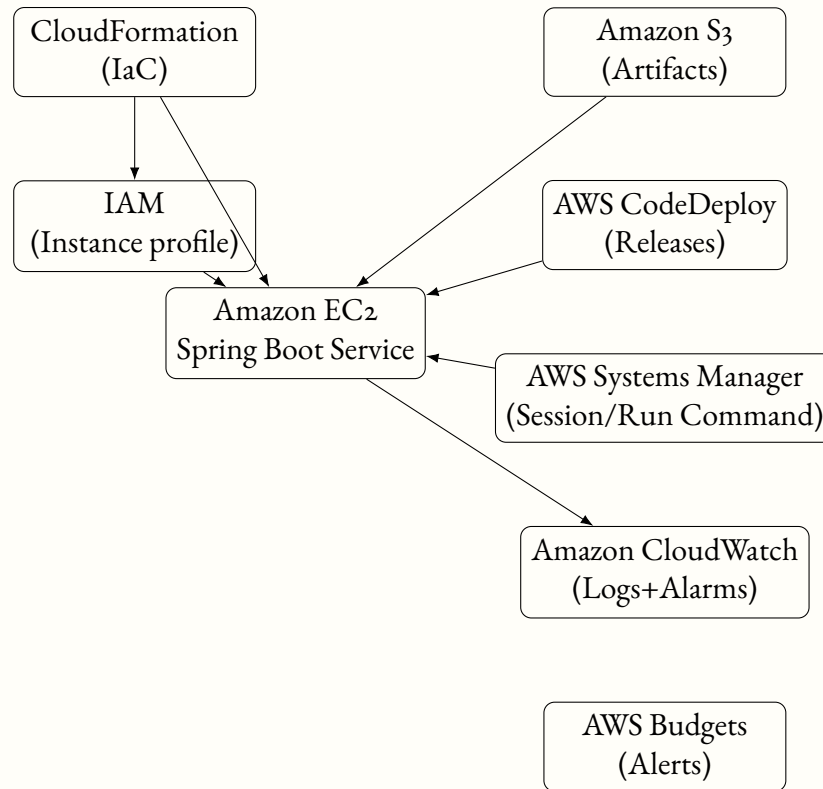 CloudFormation
(IaC)
Amazon S3
(Artifacts)
IAM
(Instance profile)
AWS CodeDeploy
(Releases)
Amazon EC2
Spring Boot Service
AWS Systems Manager
(Session/Run Command)
Amazon CloudWatch
(Logs+Alarms)
AWS Budgets
(Alerts)